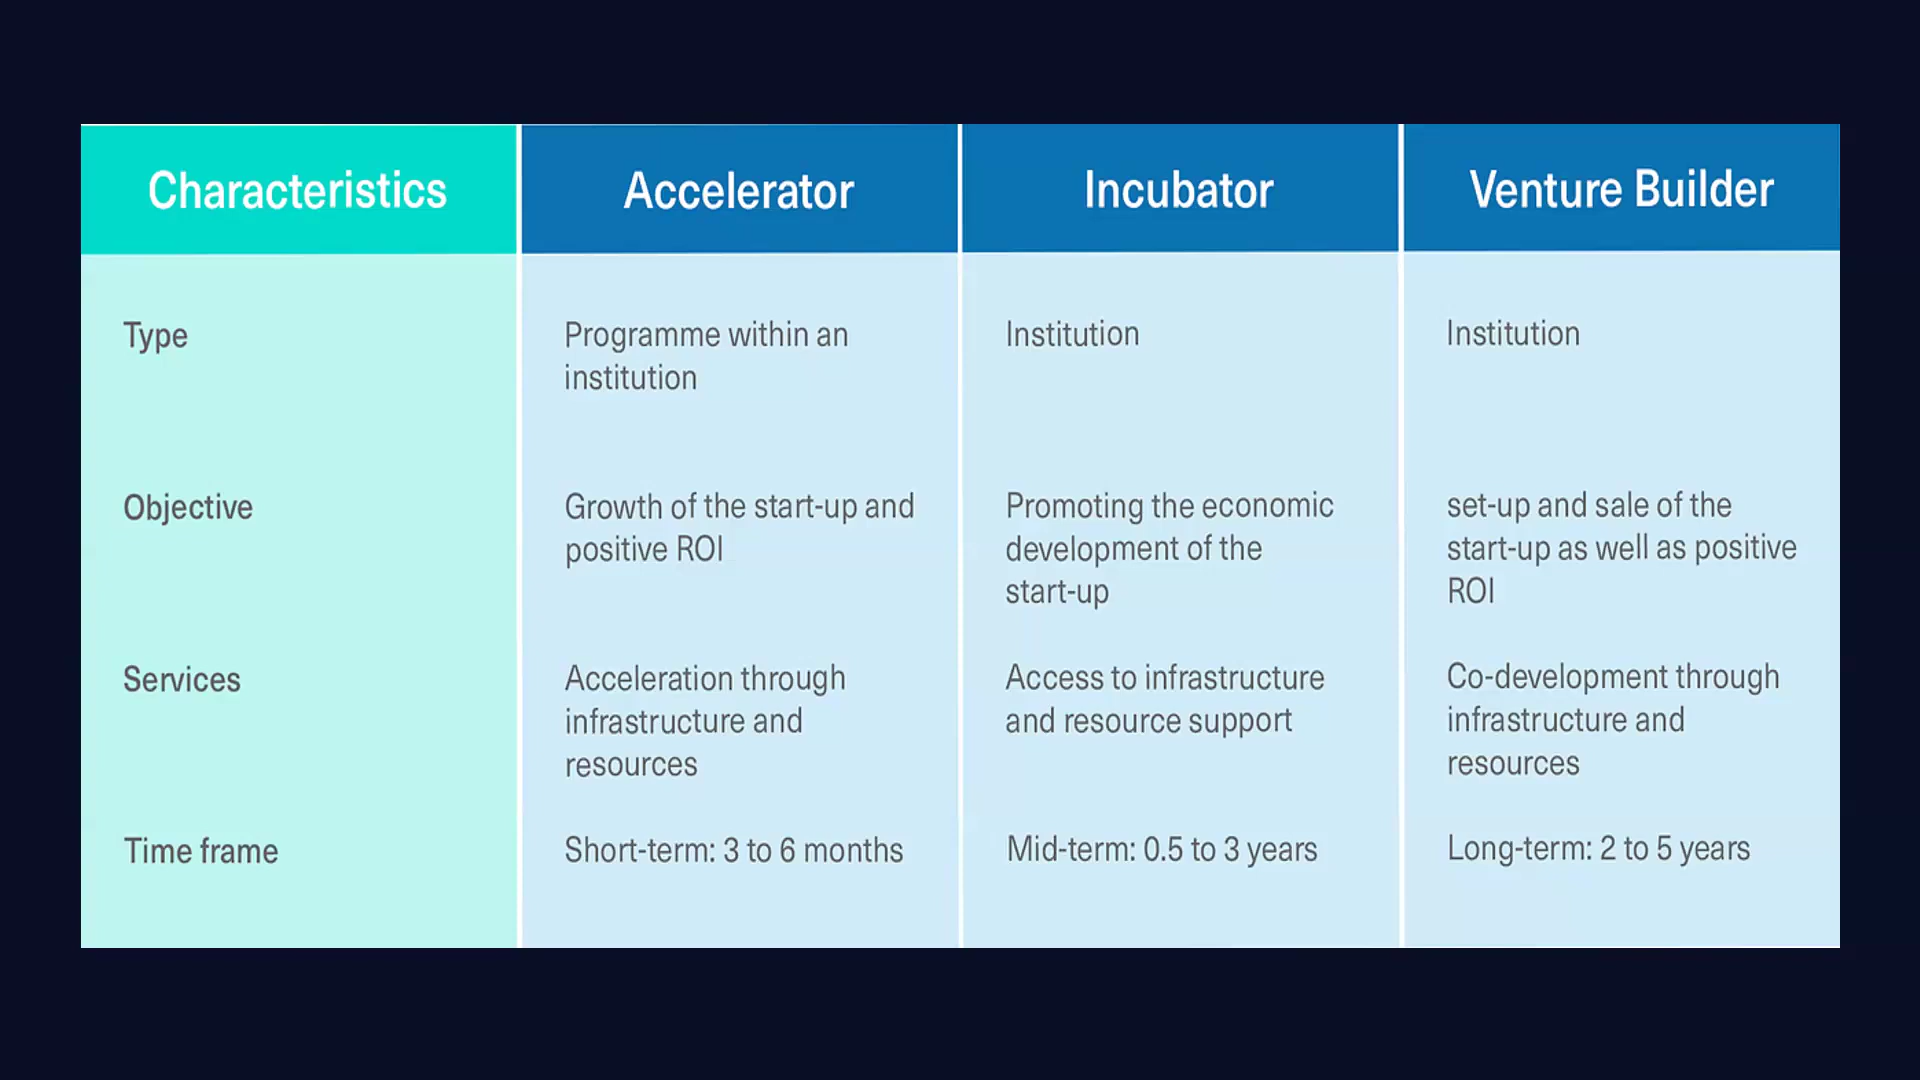 Characteristics
Accelerator
Incubator
Venture Builder
Type
Programme within an
institution
Institution
Institution
Objective
Growth of the start-up and
positive ROI
Promoting the economic
development of the
start-up
set-up and sale of the
start-up as well as positive
ROI
Services
Acceleration through
infrastructure and
resources
Access to infrastructure
and resource support
Co-development through
infrastructure and
resources
Time frame
Short-term: 3 to 6 months
Mid-term: 0.5 to 3 years
Long-term: 2 to 5 years